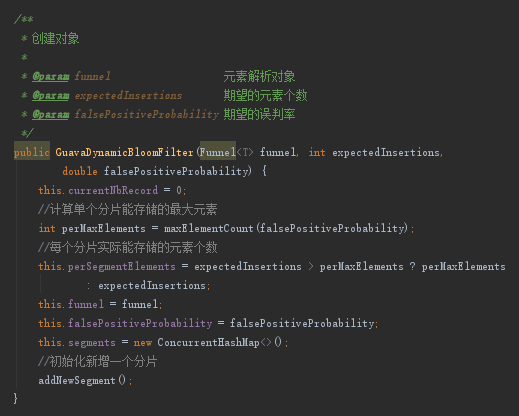 /**
 * 创建对象
 *
 * @param funnel 元素解析对象
 * @param expectedInsertions 期望的元素个数
 * @param falsePositiveProbability 期望的误判率
 */
public GuavaDynamicBloomFilter(Funnel<T> funnel, int expectedInsertions,
        double falsePositiveProbability) {
    this.currentNbRecord = 0;
    //计算单个分片能存储的最大元素
    int perMaxElements = maxElementCount(falsePositiveProbability);
    //每个分片实际能存储的元素个数
    this.perSegmentElements = expectedInsertions > perMaxElements ? perMaxElements
            : expectedInsertions;
    this.funnel = funnel;
    this.falsePositiveProbability = falsePositiveProbability;
    this.segments = new ConcurrentHashMap<>();
    //初始化新增一个分片
    addNewSegment();
}